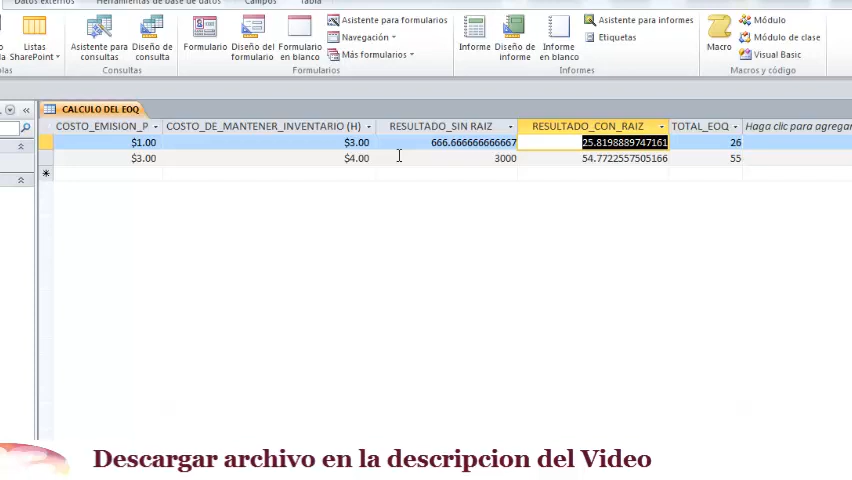 Datos externos Herramientas de base de datos Campos Tabla
Listas
SharePoint
Asistente para
consultas
Diseño de
consulta
Consultas
Formulario
Diseño del
formulario
Formulario
en blanco
Asistente para formularios
Navegación
Más formularios
Formularios
Informe
Diseño de
informe
Informe
en blanco
Asistente para informes
Etiquetas
Informes
Macro
Módulo
Módulo de clase
Visual Basic
Macros y código
CALCULO DEL EOQ
COSTO_EMISION_P COSTO_DE_MANTENER_INVENTARIO (H) RESULTADO_SIN RAIZ RESULTADO_CON_RAIZ TOTAL_EOQ Haga clic para agregar
$1.00 $3.00 666.666666666667 25.8198889747161 26
$3.00 $4.00 3000 54.7722557505166 55
Descargar archivo en la descripcion del Video